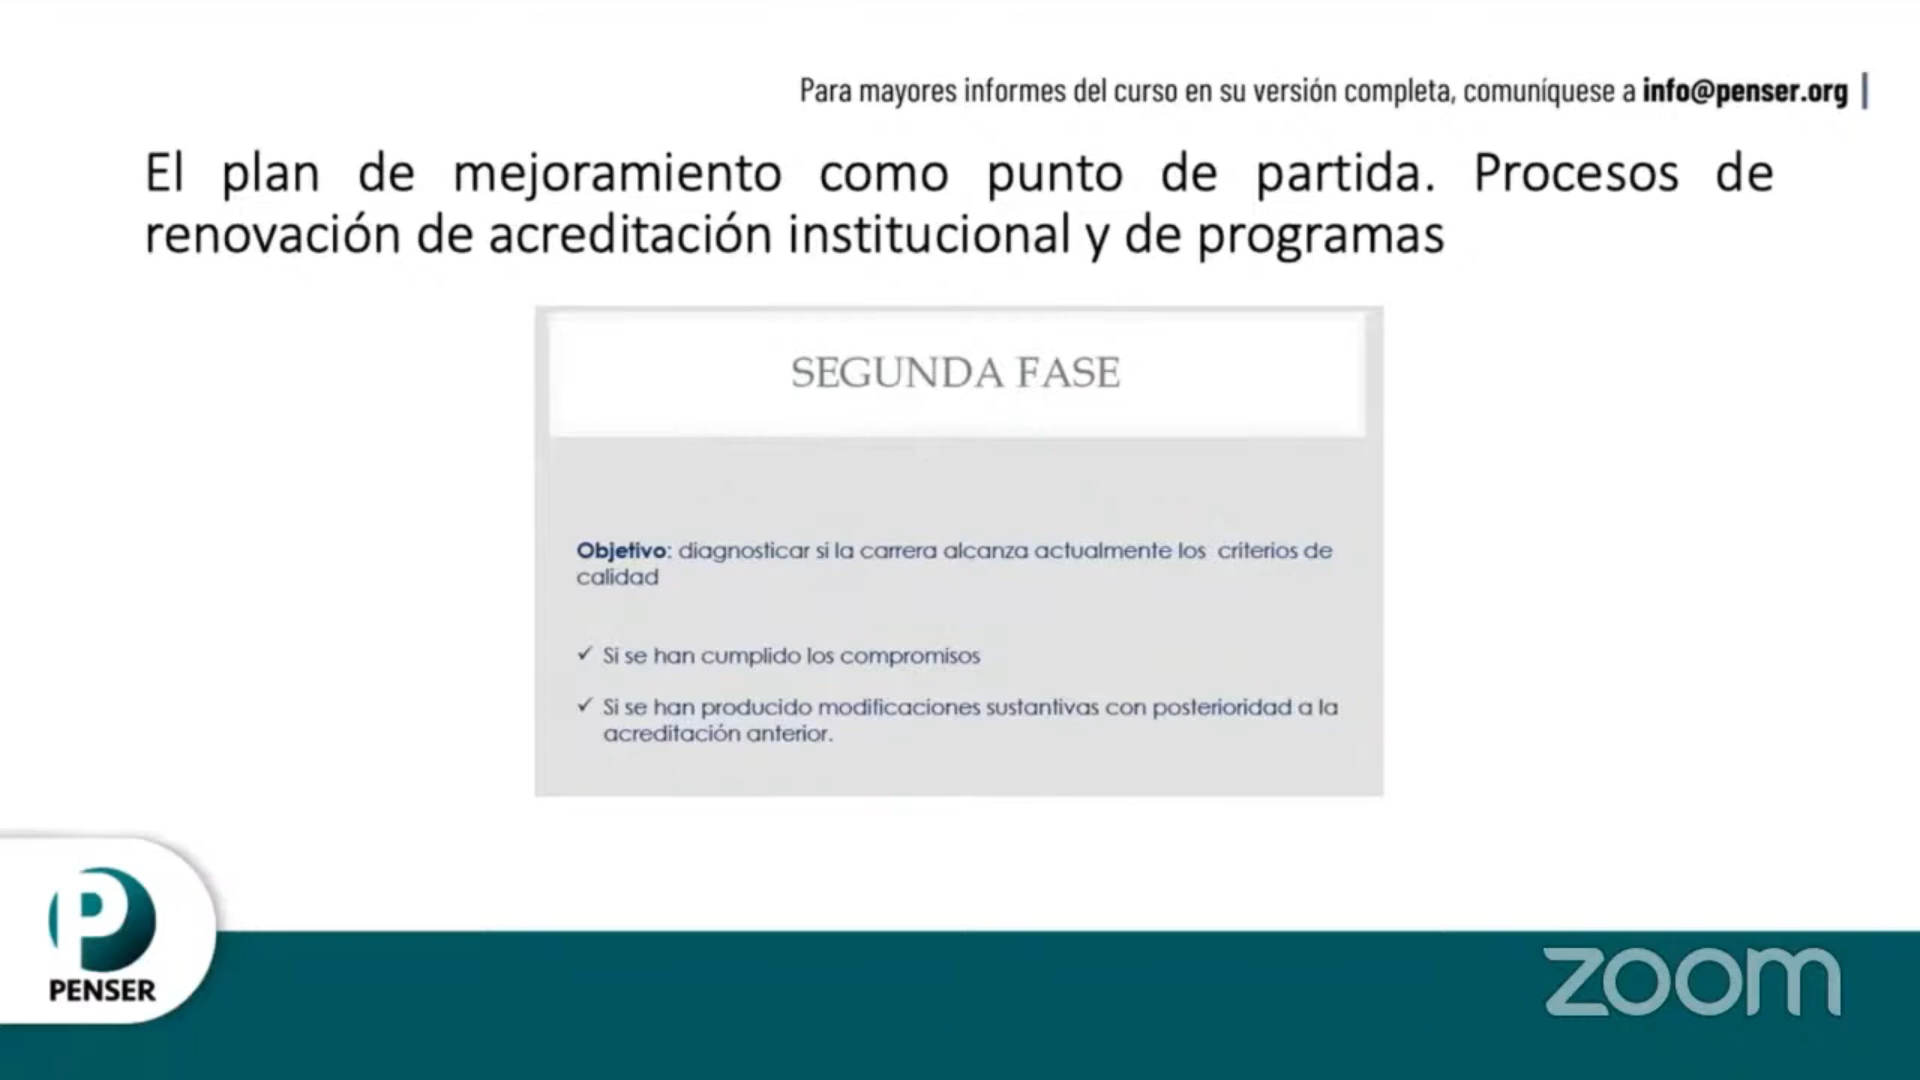 Para mayores informes del curso en su versión completa, comuníquese a info@penser.org |
El plan de mejoramiento como punto de partida. Procesos de
renovación de acreditación institucional y de programas
SEGUNDA FASE
Objetivo: diagnosticar si la carrera alcanza actualmente los criterios de
calidad
✓ Si se han cumplido los compromisos
✓ Si se han producido modificaciones sustantivas con posterioridad a la
acreditación anterior.
P
PENSER
zoom